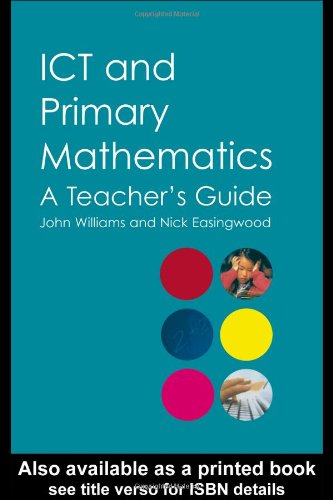 ICT and
Primary
Mathematics
A Teacher's Guide
John Williams and Nick Easingwood
Also available as a printed book
see title verso for ISBN details